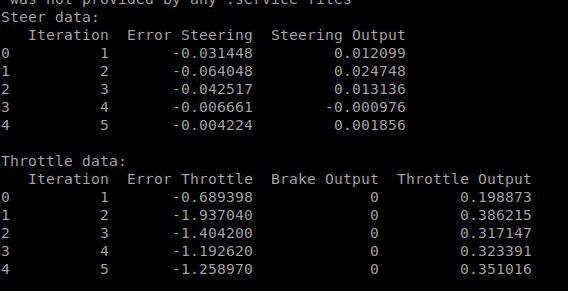 was not provided by any .service files
Steer data:
   Iteration  Error Steering  Steering Output
0          1       -0.031448         0.012099
1          2       -0.064048         0.024748
2          3       -0.042517         0.013136
3          4       -0.006661        -0.000976
4          5       -0.004224         0.001856
Throttle data:
   Iteration  Error Throttle  Brake Output  Throttle Output
0          1       -0.689398             0         0.198873
1          2       -1.937040             0         0.386215
2          3       -1.404200             0         0.317147
3          4       -1.192620             0         0.323391
4          5       -1.258970             0         0.351016